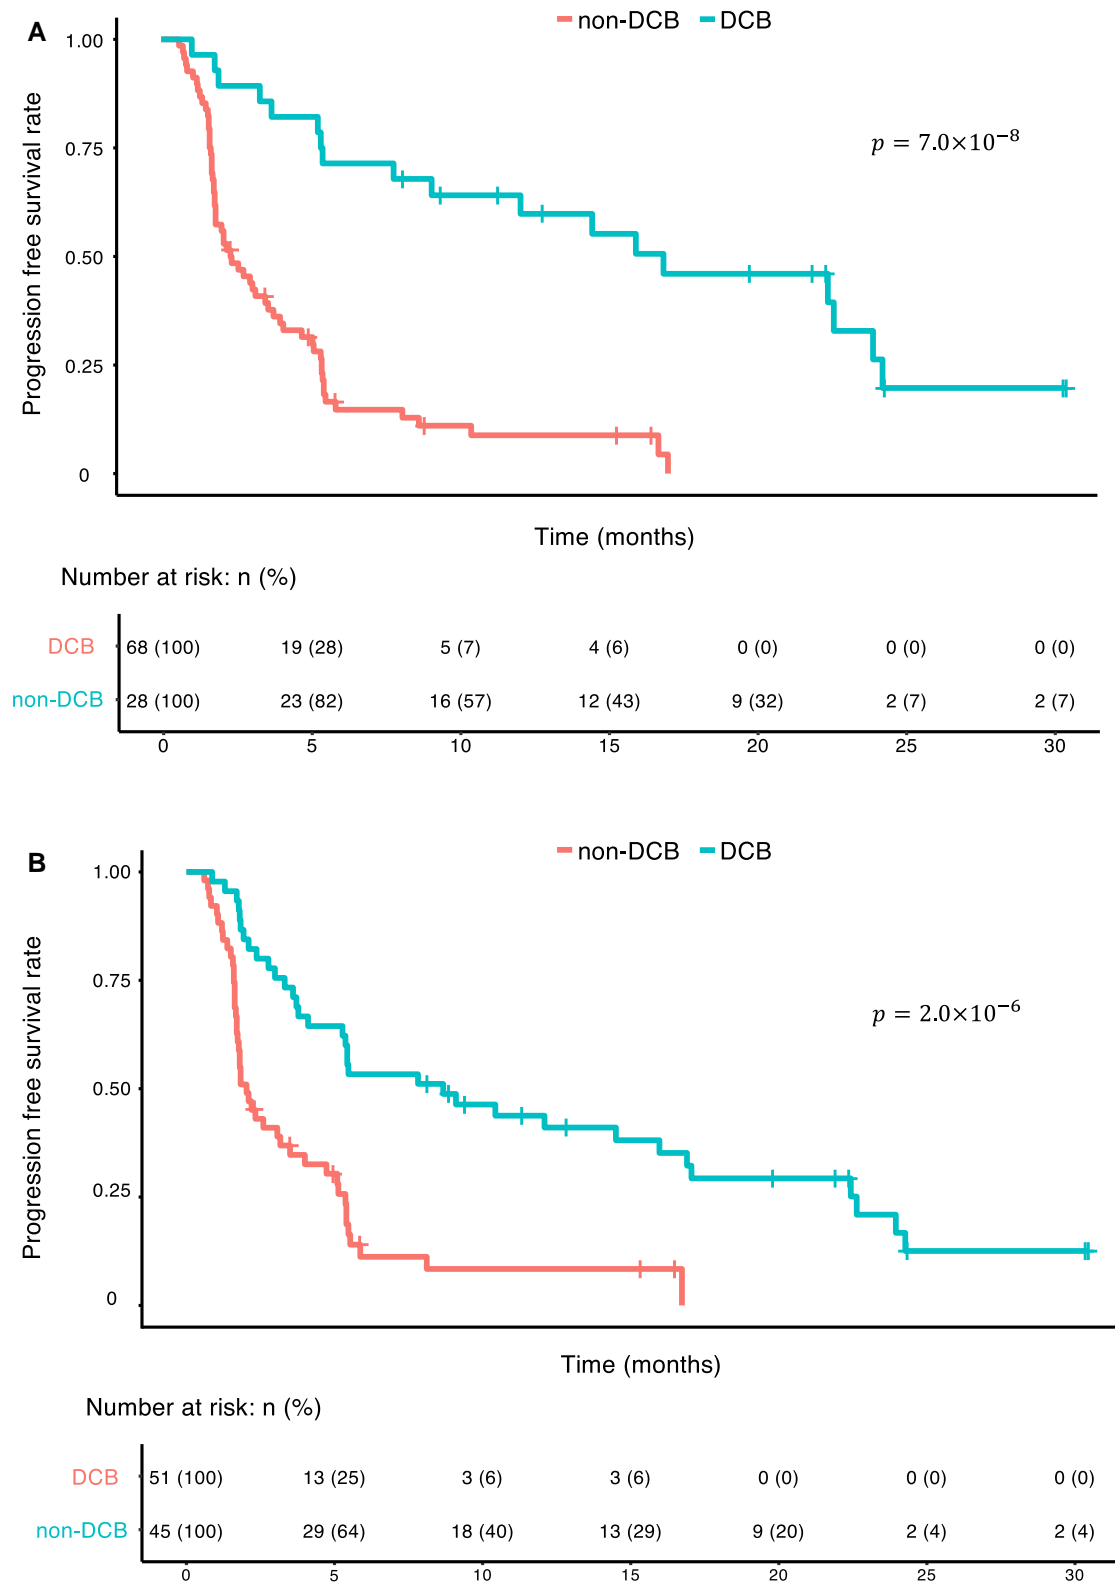 A
non-DCB DCB
1.00
0.75
0.50
0.25
0
Progression free survival rate
p = 7.0×10⁻⁸
Time (months)
Number at risk: n (%)
DCB 68 (100) 19 (28) 5 (7) 4 (6) 0 (0) 0 (0) 0 (0)
non-DCB 28 (100) 23 (82) 16 (57) 12 (43) 9 (32) 2 (7) 2 (7)
0 5 10 15 20 25 30
B
non-DCB DCB
1.00
0.75
0.50
0.25
0
Progression free survival rate
p = 2.0×10⁻⁶
Time (months)
Number at risk: n (%)
DCB 51 (100) 13 (25) 3 (6) 3 (6) 0 (0) 0 (0) 0 (0)
non-DCB 45 (100) 29 (64) 18 (40) 13 (29) 9 (20) 2 (4) 2 (4)
0 5 10 15 20 25 30